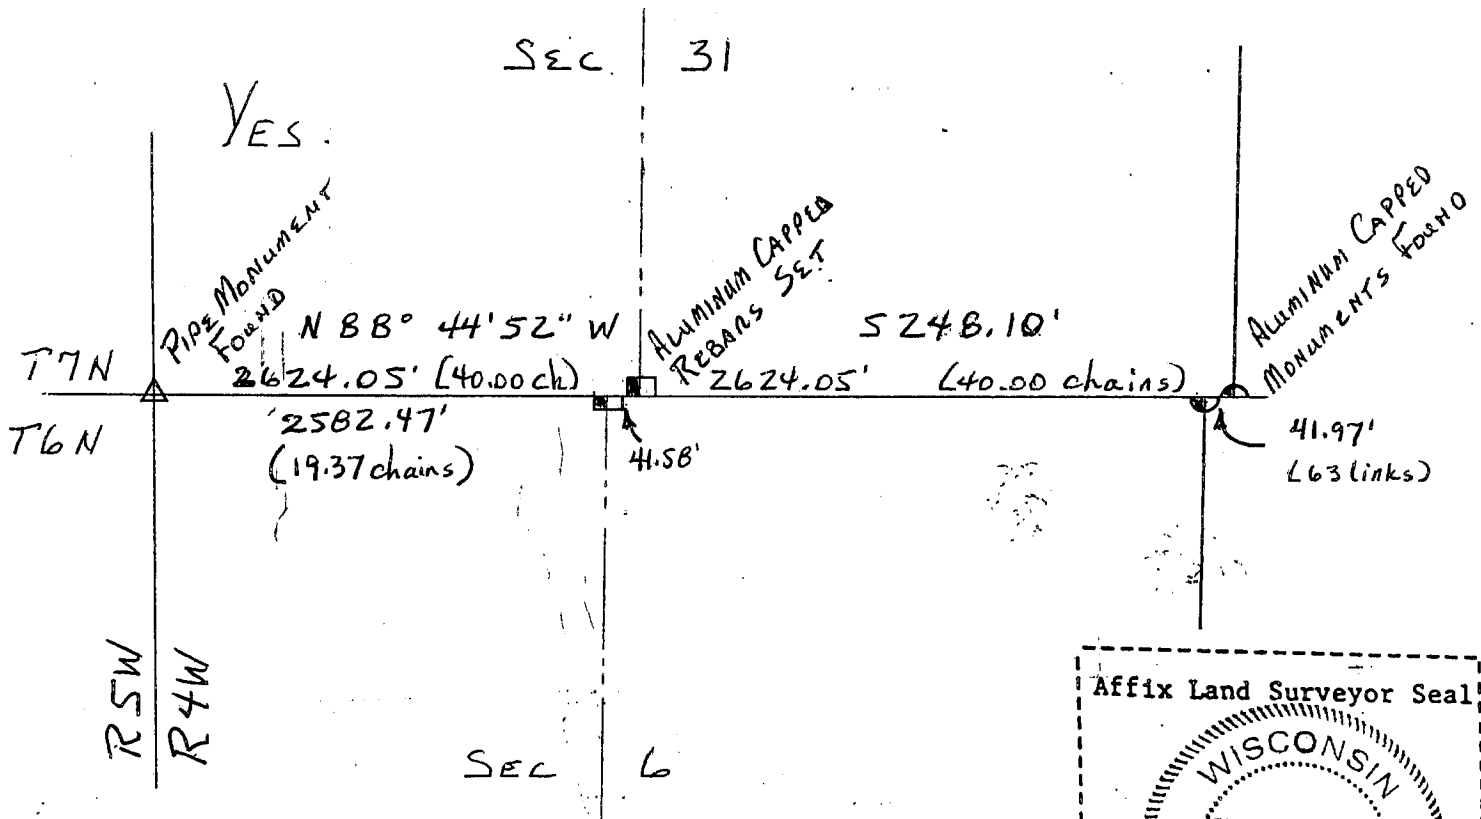 SEC. 31
YES.
PIPE MONUMENT
FOUND
N 88° 44' 52" W
ALUMINUM CAPPED
REBARS SET
5248.10'
ALUMINUM CAPPED
MONUMENTS FOUND
T7N
2624.05' (40.00 ch)
2624.05' (40.00 chains)
T6N
2582.47'
(19.37 chains)
41.58'
41.97'
(63 links)
R5W
R4W
SEC 6
Affix Land Surveyor Seal
WISCONSIN